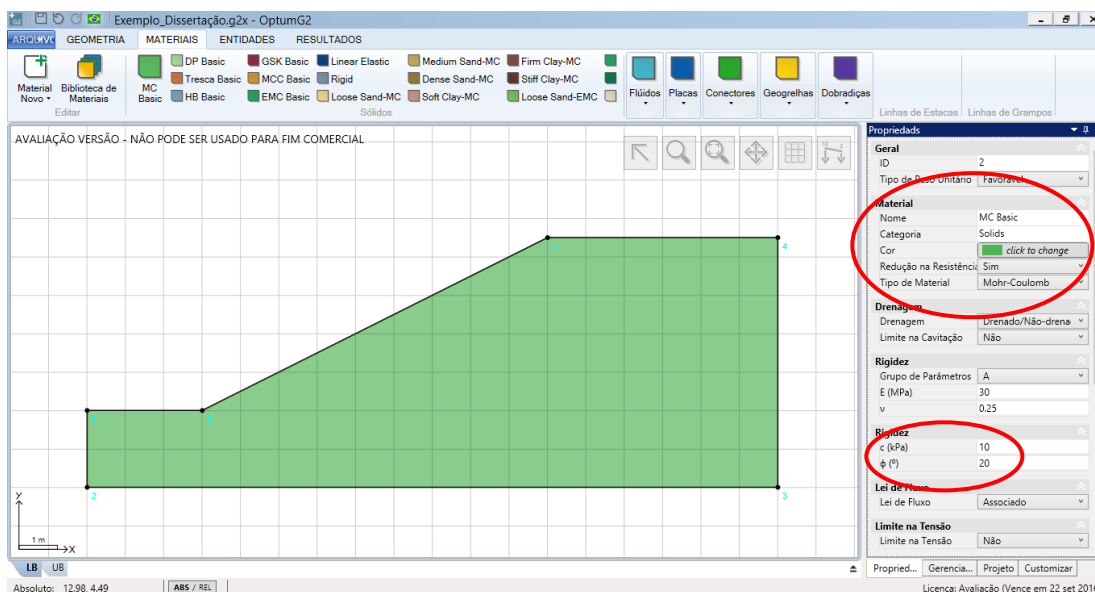 Exemplo_Dissertação.g2x - OptumG2
GEOMETRIA MATERIAIS ENTIDADES RESULTADOS
DP Basic GSK Basic Linear Elastic Medium Sand-MC Firm Clay-MC
Tresca Basic MCC Basic Rigid Dense Sand-MC Stiff Clay-MC
HB Basic EMC Basic Loose Sand-MC Soft Clay-MC Loose Sand-EMC
Material Novo
Biblioteca de Materiais
MC Basic
Fluídos Placas Conectores Geogrelhas Dobradiças
Editar Sólidos Linhas de Estacas Linhas de Grampos
AVALIAÇÃO VERSÃO - NÃO PODE SER USADO PARA FIM COMERCIAL
4
2
3
Y
1 m
X
LB UB
Absoluto: 12.98, 4.49 ABS / REL
Propriedads
Geral
ID 2
Tipo de Peso Unitário Favorável
Material
Nome MC Basic
Categoria Solids
Cor click to change
Redução na Resistência Sim
Tipo de Material Mohr-Coulomb
Drenagem
Drenagem Drenado/Não-drena
Limite na Cavitação Não
Rigidez
Grupo de Parâmetros A
E (MPa) 30
ν 0.25
Rigidez
c (kPa) 10
ϕ (º) 20
Lei de Fluxo
Lei de Fluxo Associado
Limite na Tensão
Limite na Tensão Não
Propried... Gerencia... Projeto Customizar
Licença: Avaliação (Vence em 22 set 2016